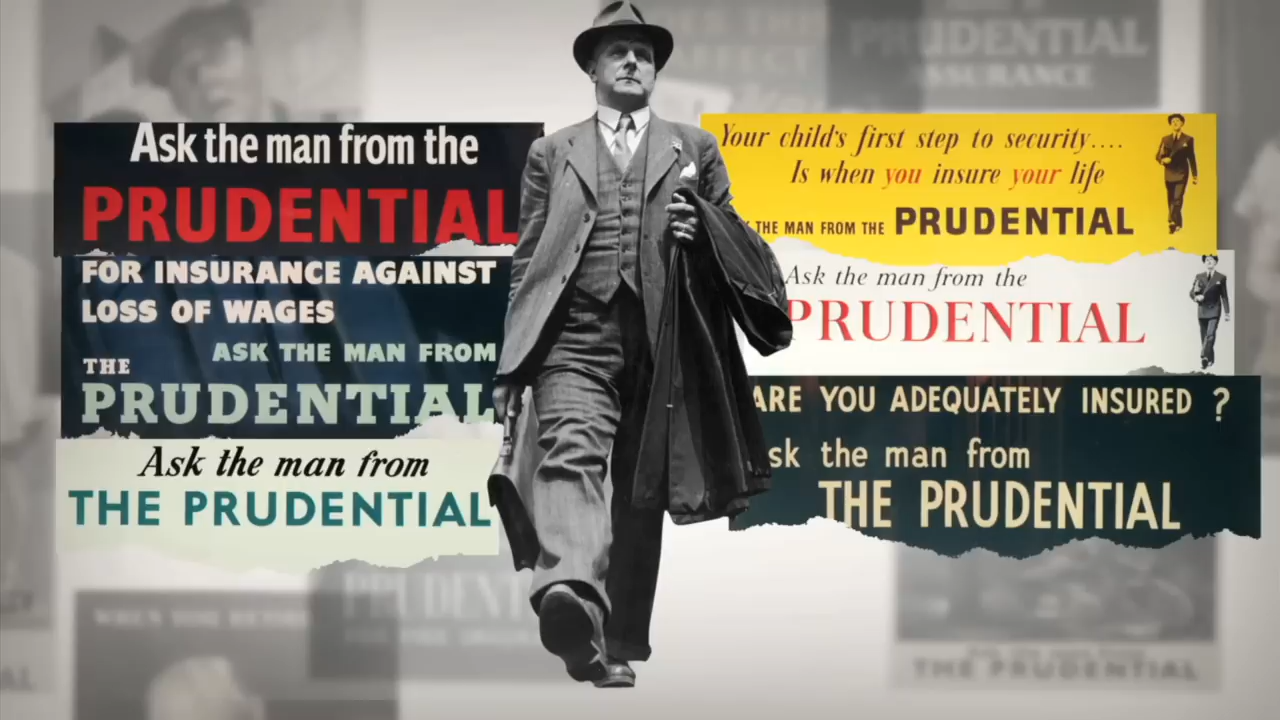 Ask the man from the
PRUDENTIAL
FOR INSURANCE AGAINST
LOSS OF WAGES
ASK THE MAN FROM
THE
PRUDENTIAL
Ask the man from
THE PRUDENTIAL
Your child's first step to security....
Is when you insure your life
THE MAN FROM THE PRUDENTIAL
Ask the man from the
PRUDENTIAL
ARE YOU ADEQUATELY INSURED ?
sk the man from
THE PRUDENTIAL
PRUDENTIAL
ASSURANCE
THE PRUDENTIAL